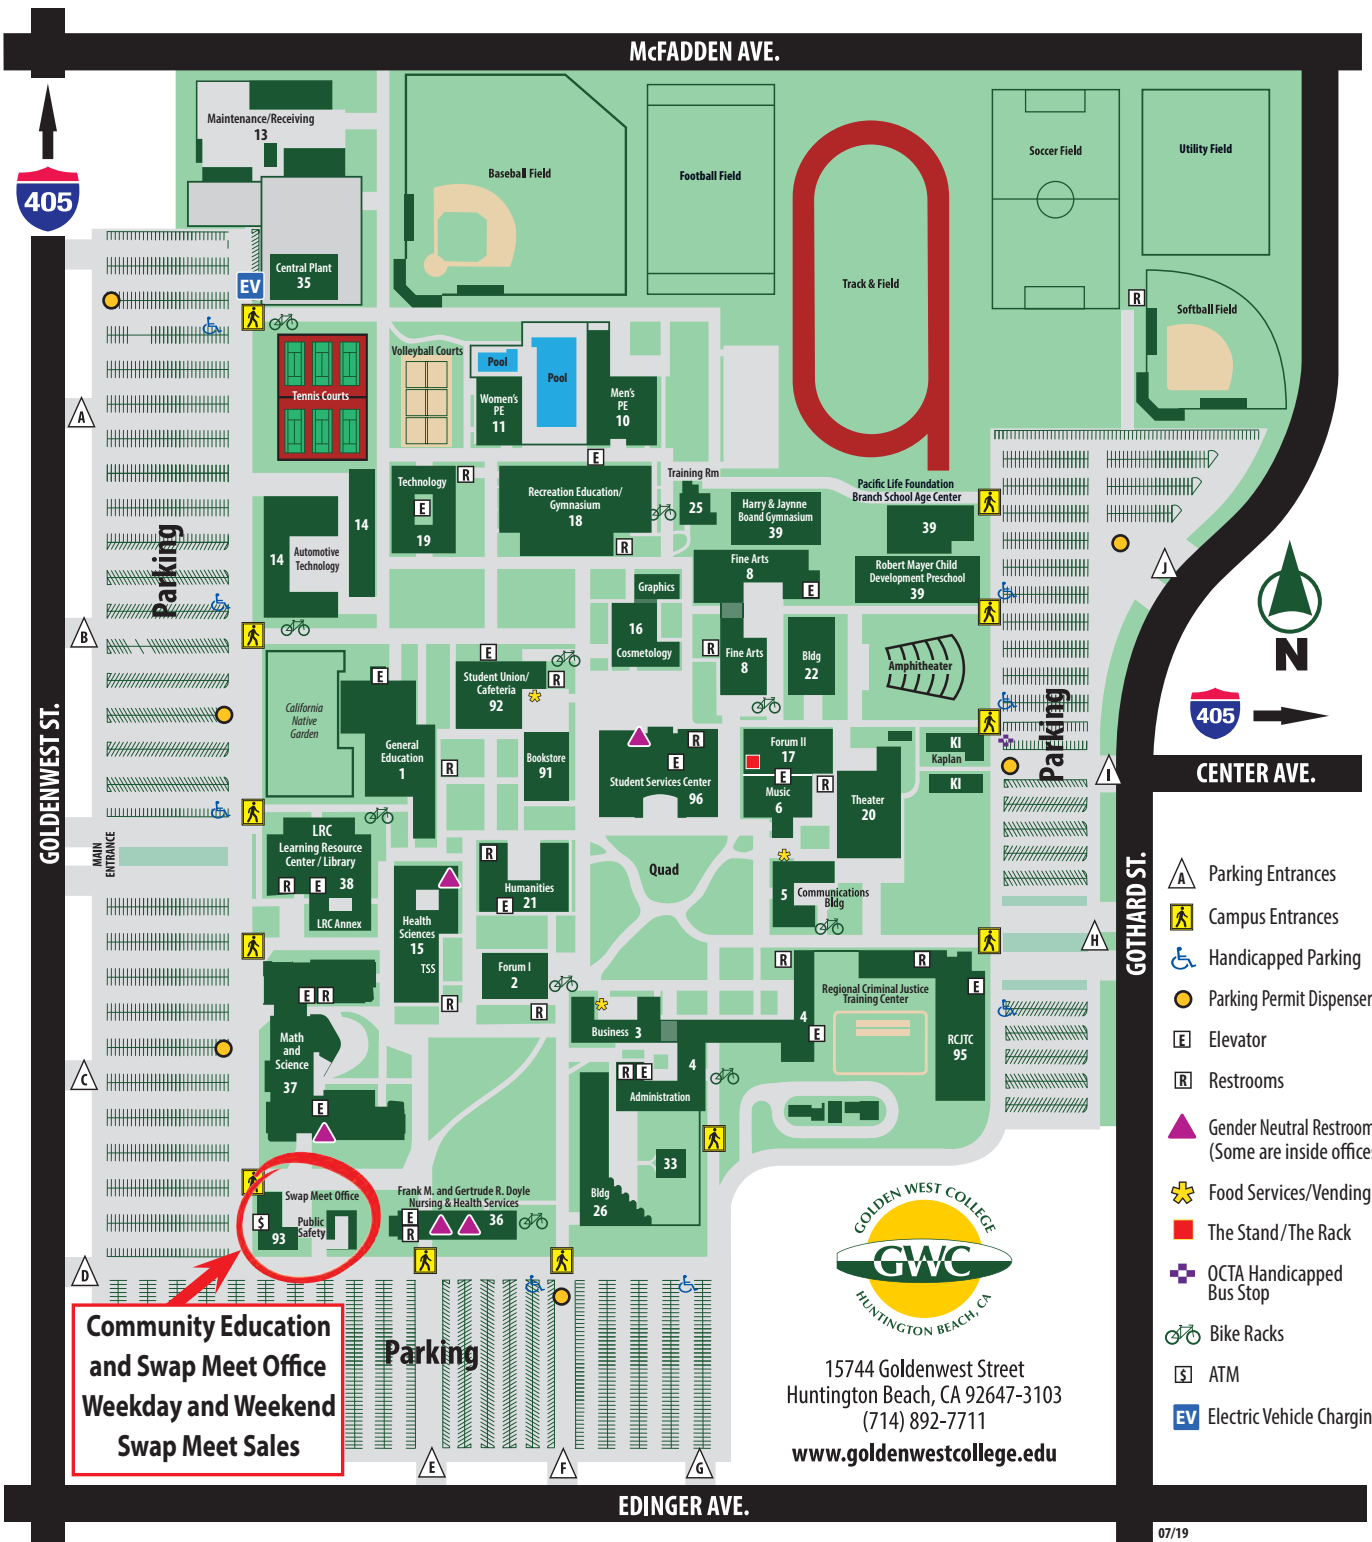 McFADDEN AVE.
405
Maintenance/Receiving
13
Baseball Field
Football Field
Track & Field
Soccer Field
Utility Field
Softball Field
R
Central Plant
35
EV
Volleyball Courts
Pool
Pool
Women's
PE
11
Men's
PE
10
Tennis Courts
A
Parking
Technology
E
19
R
E
Recreation Education/
Gymnasium
18
R
Training Rm
25
Harry & Jaynne
Boand Gymnasium
39
Pacific Life Foundation
Branch School Age Center
39
Robert Mayer Child
Development Preschool
39
14
14
Automotive
Technology
Fine Arts
8
E
Graphics
16
Cosmetology
R
Fine Arts
8
Bldg
22
Amphitheater
J
N
405
B
California
Native
Garden
E
General
Education
1
E
Student Union/
Cafeteria
92
R
R
Bookstore
91
R
E
Student Services Center
96
Forum II
17
E
Music
6
R
Theater
20
KI
Kaplan
KI
Parking
I
CENTER AVE.
GOLDENWEST ST.
MAIN
ENTRANCE
LRC
Learning Resource
Center / Library
R
E
38
LRC Annex
Health
Sciences
15
TSS
R
R
Humanities
E
21
Quad
5
Communications
Bldg
Forum I
2
R
H
GOTHARD ST.
E
R
Math
and
Science
37
E
Business
3
R
E
4
Administration
R
4
E
R
Regional Criminal Justice
Training Center
E
RCJTC
95
C
33
Bldg
26
Swap Meet Office
$
93
Public
Safety
Frank M. and Gertrude R. Doyle
Nursing & Health Services
E
R
36
D
Community Education
and Swap Meet Office
Weekday and Weekend
Swap Meet Sales
Parking
E
F
G
GOLDEN WEST COLLEGE
GWC
HUNTINGTON BEACH, CA
15744 Goldenwest Street
Huntington Beach, CA 92647-3103
(714) 892-7711
www.goldenwestcollege.edu
A Parking Entrances
Campus Entrances
Handicapped Parking
Parking Permit Dispenser
E Elevator
R Restrooms
Gender Neutral Restroom
(Some are inside offices
Food Services/Vending
The Stand/The Rack
OCTA Handicapped
Bus Stop
Bike Racks
$ ATM
EV Electric Vehicle Chargin
EDINGER AVE.
07/19